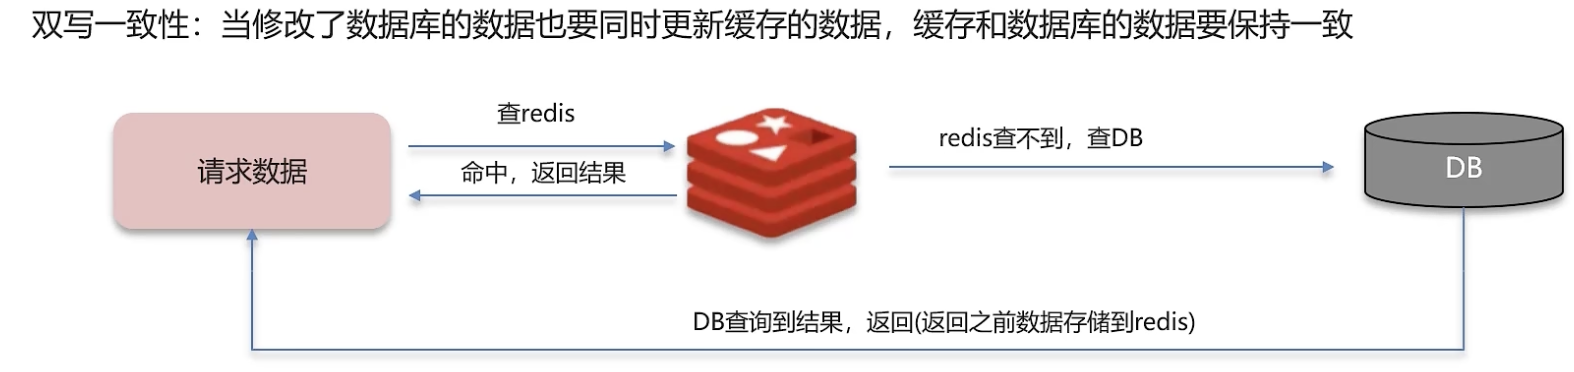 双写一致性：当修改了数据库的数据也要同时更新缓存的数据，缓存和数据库的数据要保持一致
查redis
redis查不到，查DB
请求数据
命中，返回结果
DB
DB查询到结果，返回(返回之前数据存储到redis)